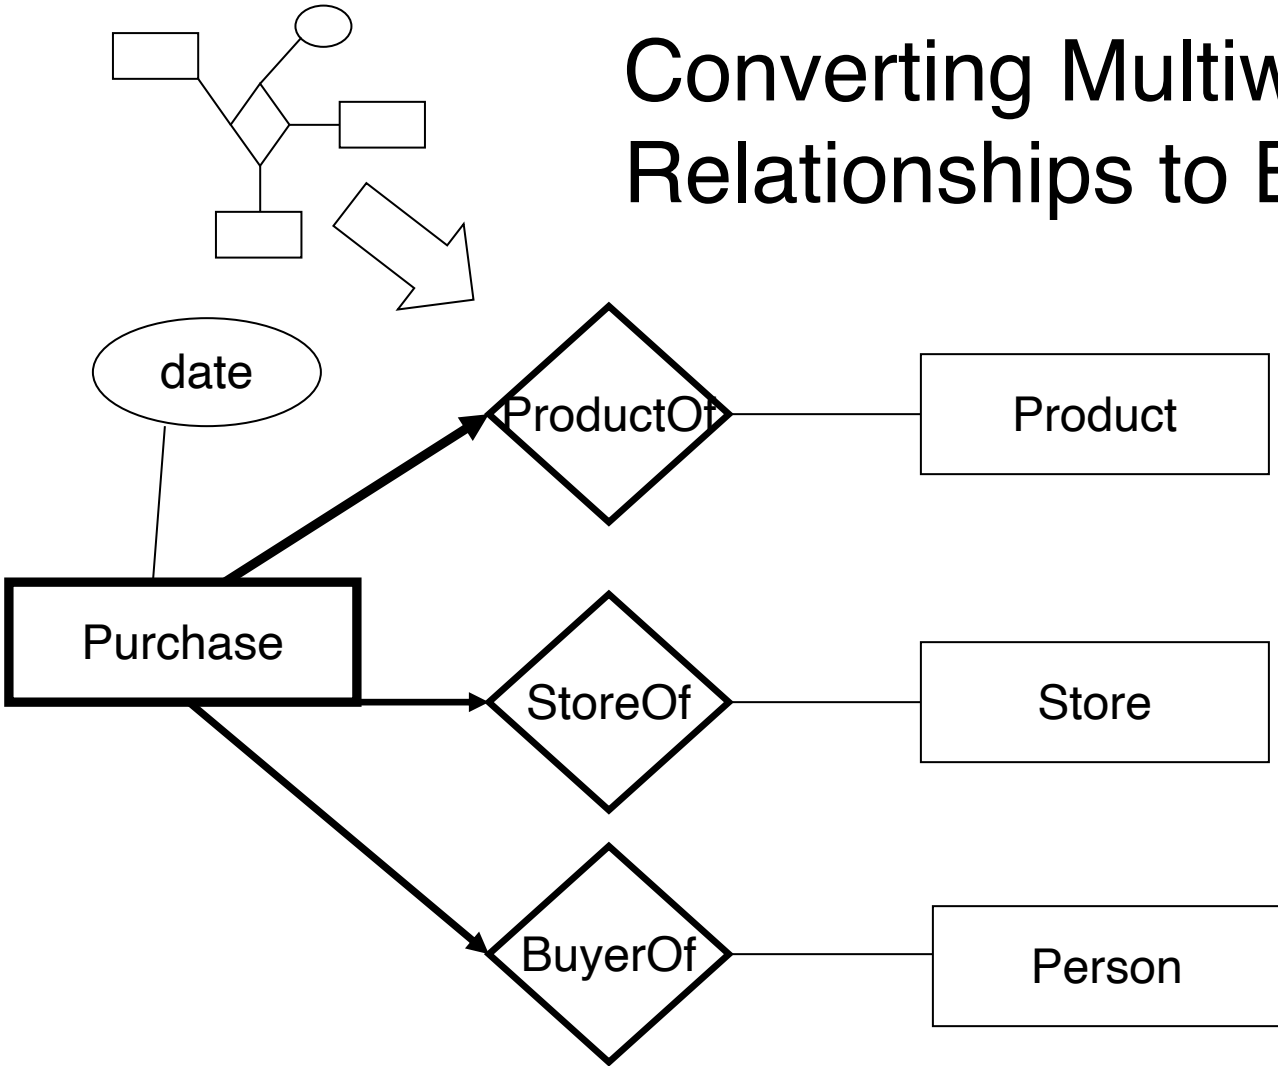 Converting Multiw
Relationships to E
date
ProductOf
Product
Purchase
StoreOf
Store
BuyerOf
Person